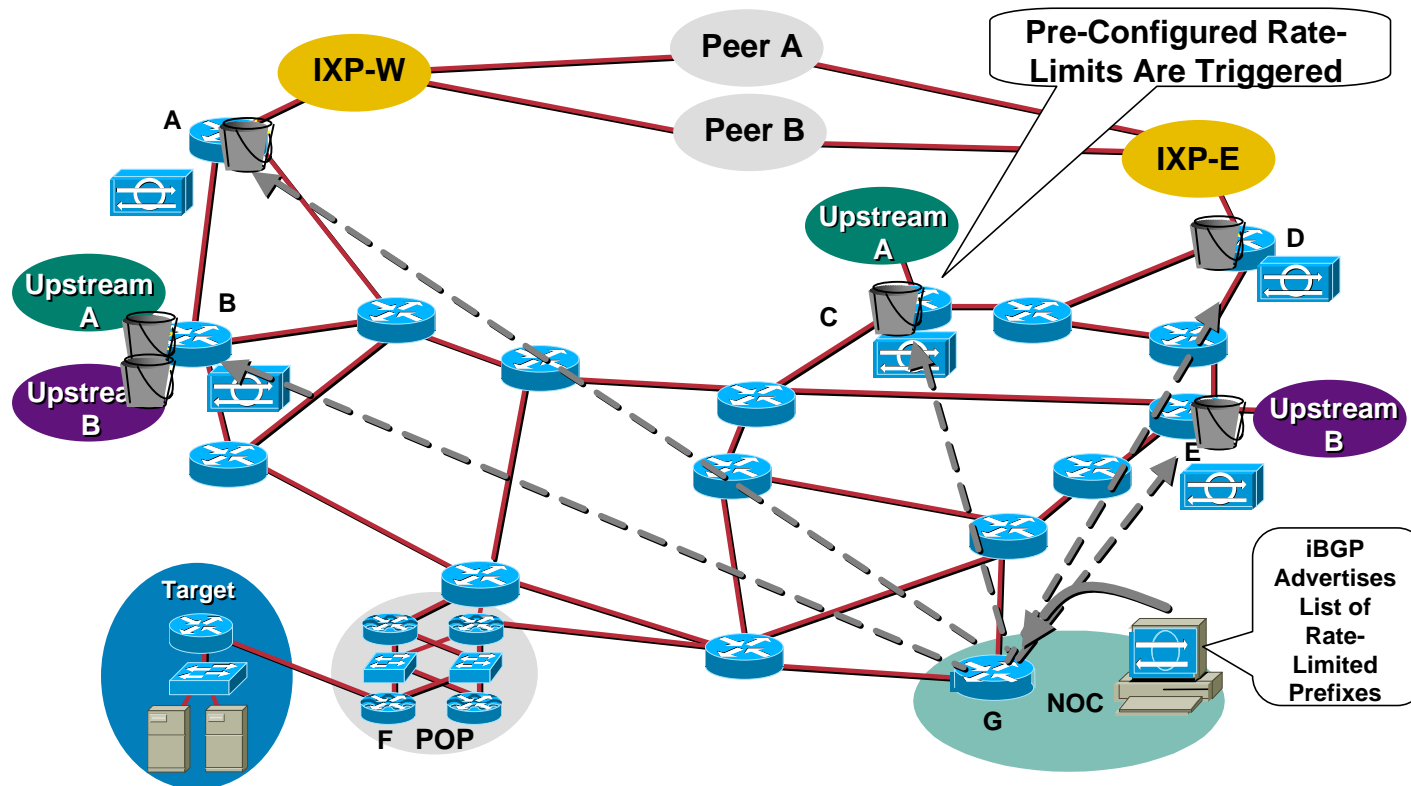 Peer A
Pre-Configured Rate-
Limits Are Triggered
IXP-W
A
Peer B
IXP-E
Upstream
A
D
Upstream
A
B
C
Upstream
B
Upstream
B
E
iBGP
Advertises
List of
Rate-
Limited
Prefixes
Target
NOC
G
F
POP